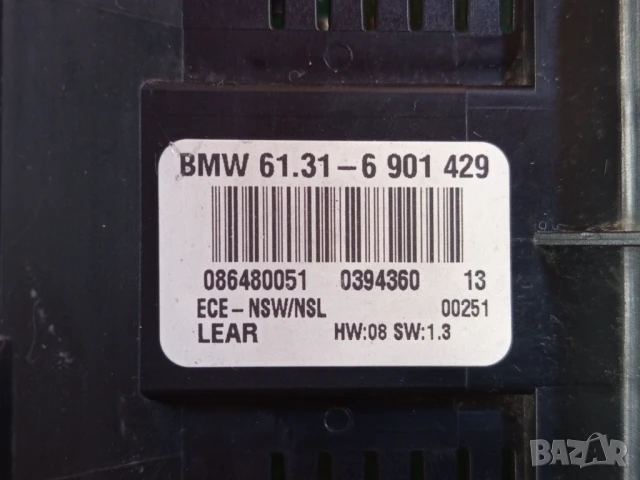 BMW 61.31-6 901 429
086480051 0394360 13
ECE-NSW/NSL 00251
LEAR HW:08 SW:1.3
BAZAR